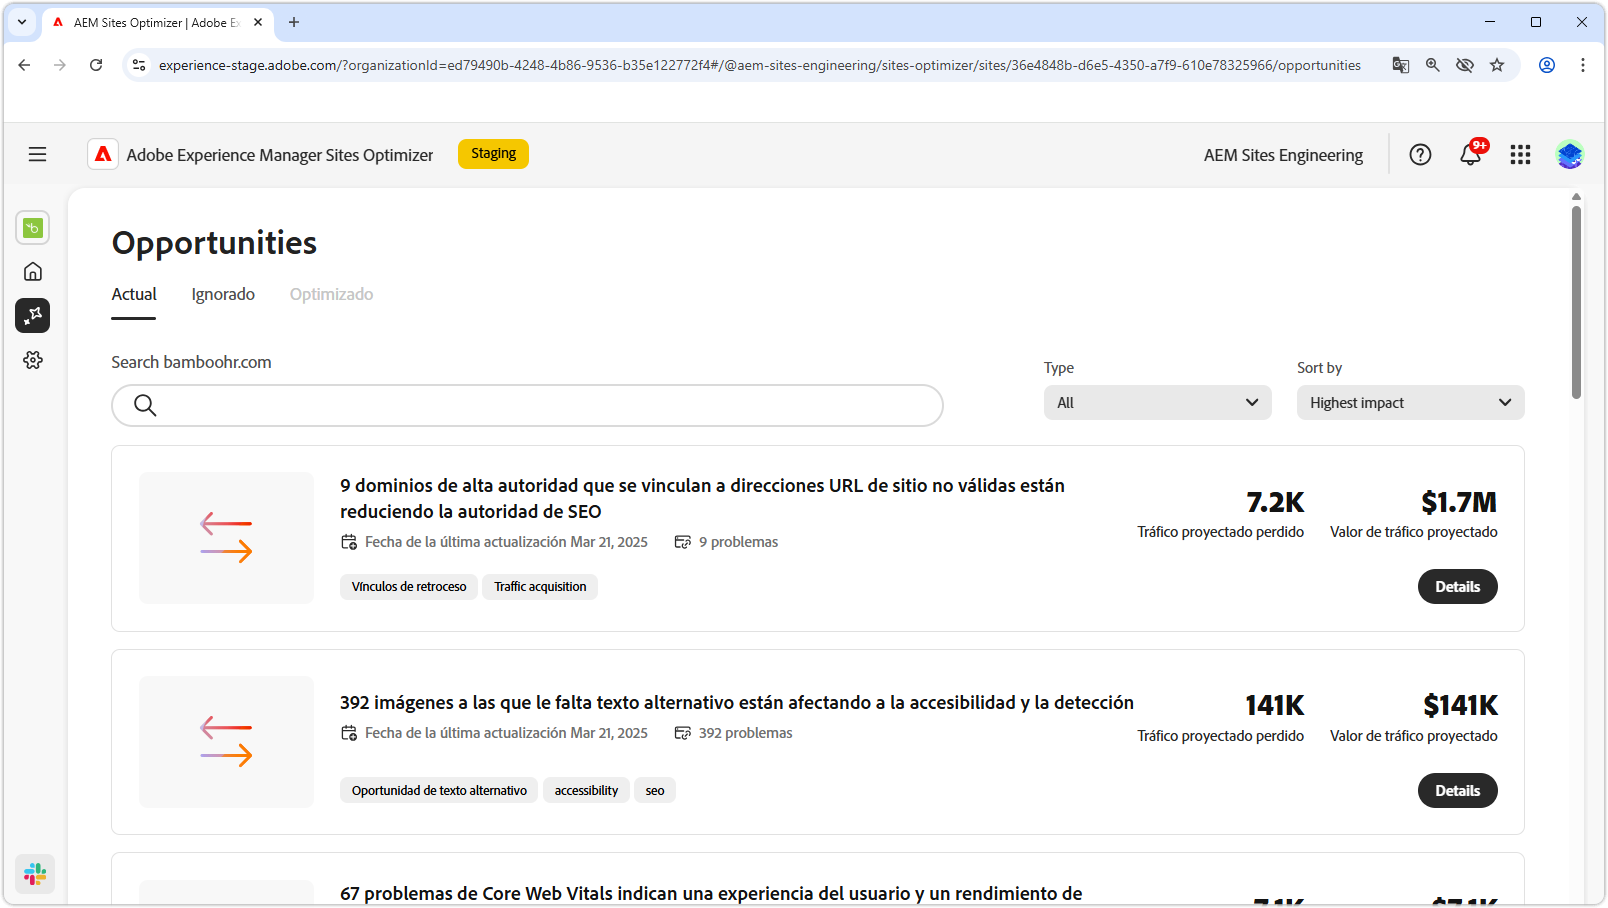 AEM Sites Optimizer | Adobe Ex
experience-stage.adobe.com/?organizationId=ed79490b-4248-4b86-9536-b35e122772f4#/@aem-sites-engineering/sites-optimizer/sites/36e4848b-d6e5-4350-a7f9-610e78325966/opportunities
Adobe Experience Manager Sites Optimizer
Staging
AEM Sites Engineering
9+
Opportunities
Actual
Ignorado
Optimizado
Search bamboohr.com
Type
All
Sort by
Highest impact
9 dominios de alta autoridad que se vinculan a direcciones URL de sitio no válidas están
reduciendo la autoridad de SEO
Fecha de la última actualización Mar 21, 2025
9 problemas
Vínculos de retroceso
Traffic acquisition
7.2K
Tráfico proyectado perdido
$1.7M
Valor de tráfico proyectado
Details
392 imágenes a las que le falta texto alternativo están afectando a la accesibilidad y la detección
Fecha de la última actualización Mar 21, 2025
392 problemas
Oportunidad de texto alternativo
accessibility
seo
141K
Tráfico proyectado perdido
$141K
Valor de tráfico proyectado
Details
67 problemas de Core Web Vitals indican una experiencia del usuario y un rendimiento de
7.1K
$7.1K